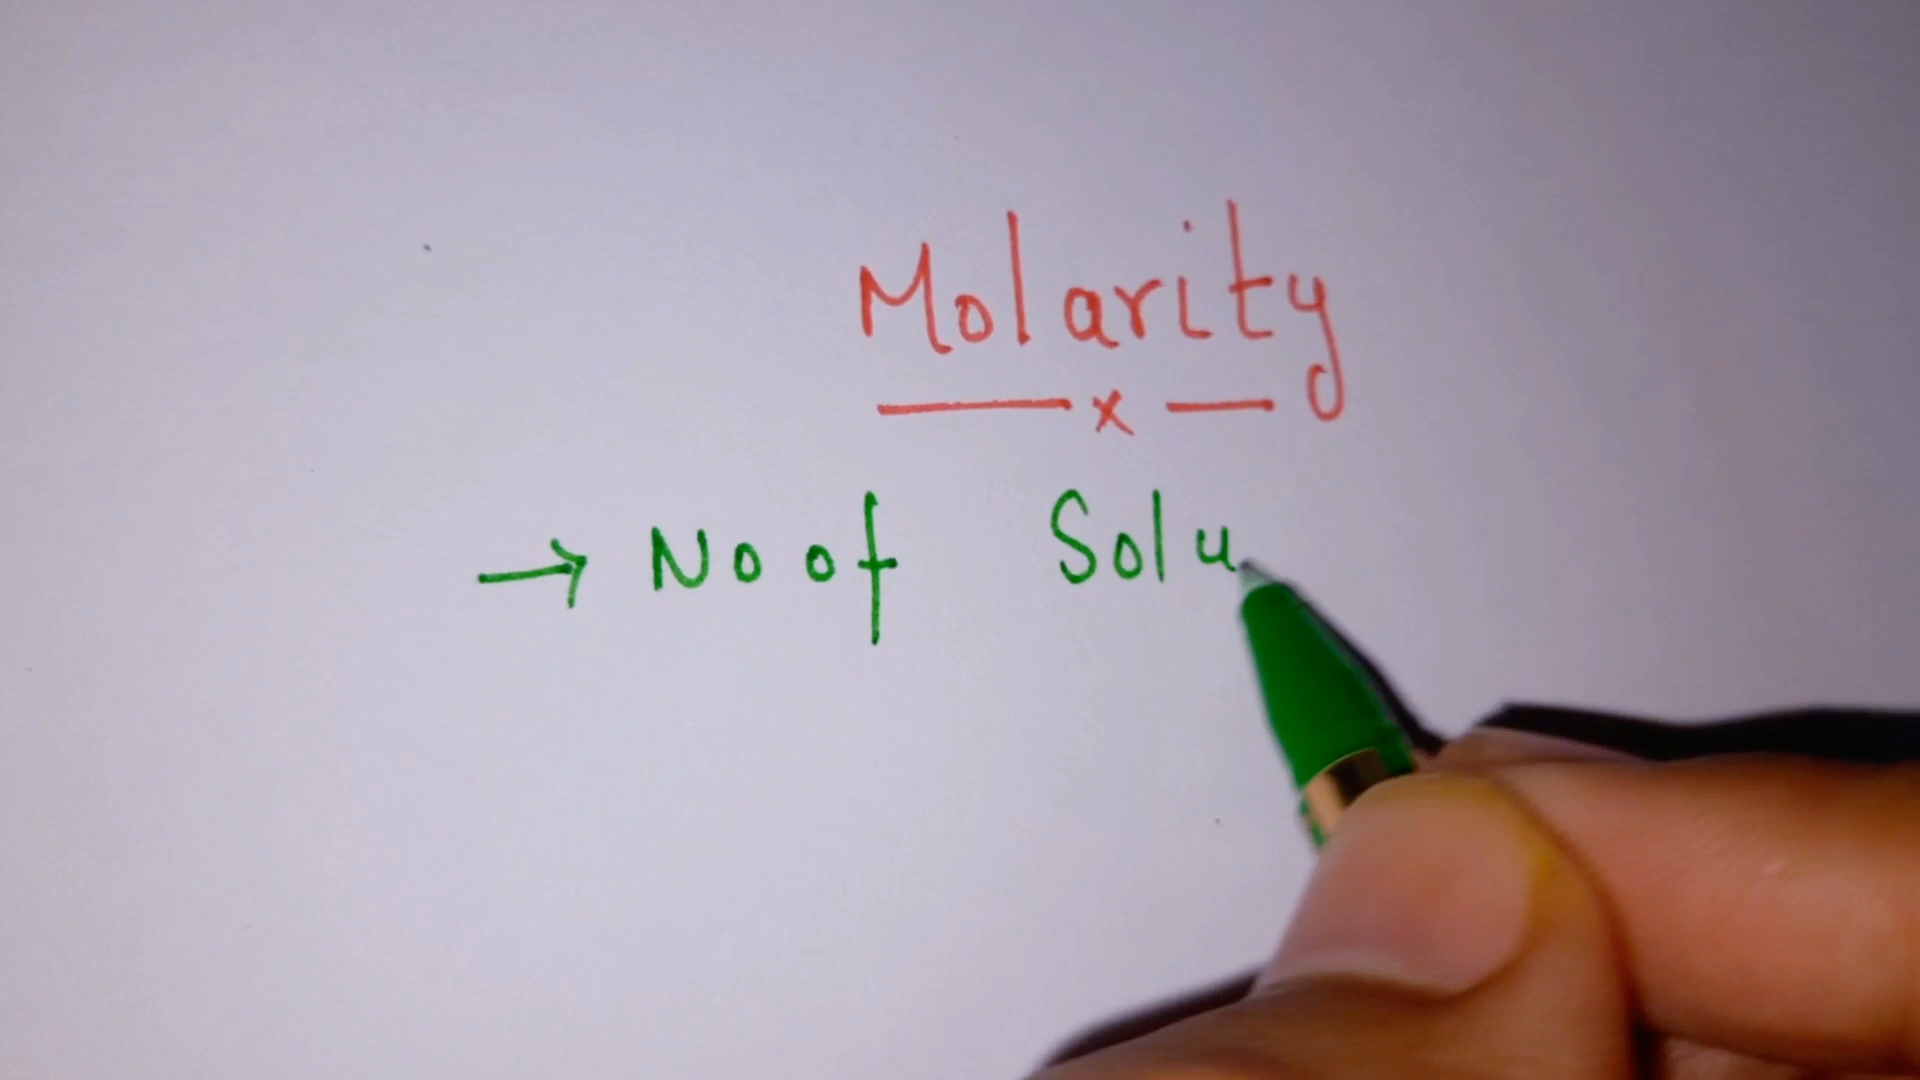 Molarity
—x—
→ No of Solu